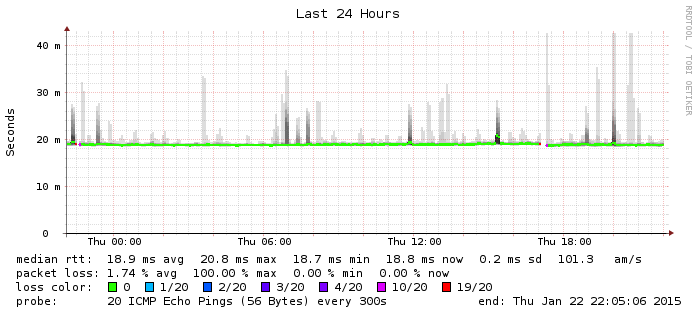 Last 24 Hours
RRDTOOL / TOBI OETIKER
Seconds
40 m
30 m
20 m
10 m
0
Thu 00:00 Thu 06:00 Thu 12:00 Thu 18:00
median rtt: 18.9 ms avg 20.8 ms max 18.7 ms min 18.8 ms now 0.2 ms sd 101.3 am/s
packet loss: 1.74 % avg 100.00 % max 0.00 % min 0.00 % now
loss color: 0 1/20 2/20 3/20 4/20 10/20 19/20
probe: 20 ICMP Echo Pings (56 Bytes) every 300s end: Thu Jan 22 22:05:06 2015